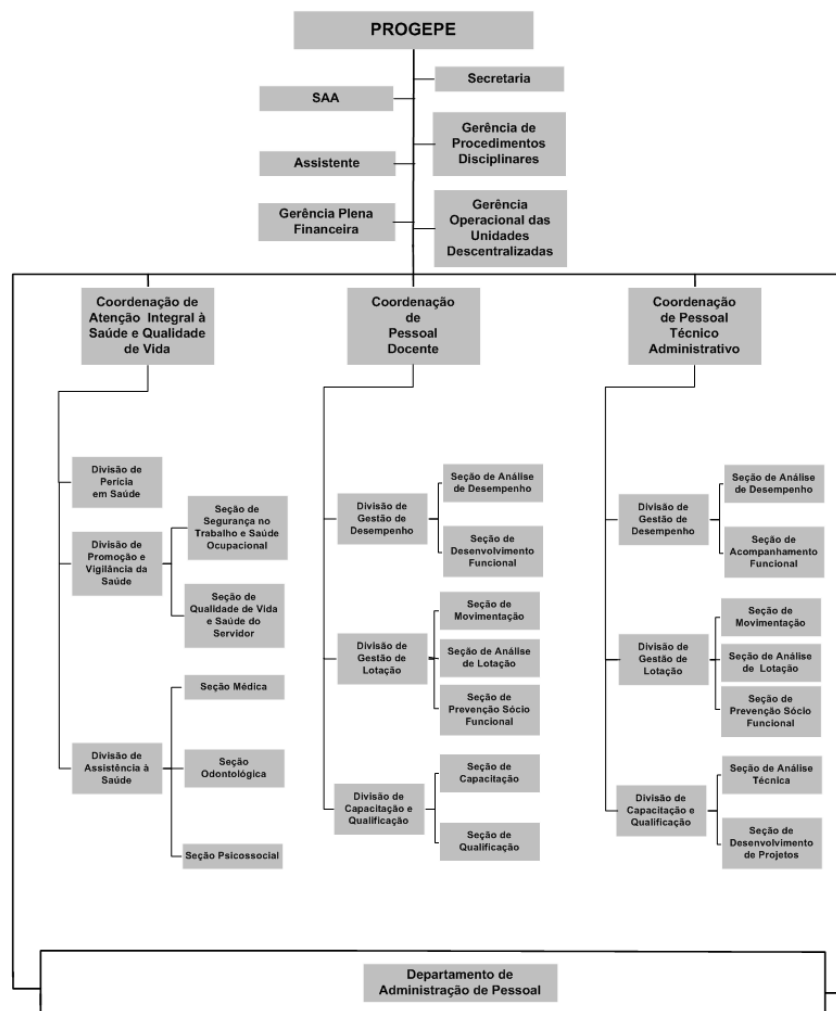 PROGEPE
Secretaria
SAA
Gerência de
Procedimentos
Disciplinares
Assistente
Gerência Plena
Financeira
Gerência
Operacional das
Unidades
Descentralizadas
Coordenação de
Atenção Integral à
Saúde e Qualidade
de Vida
Divisão de
Perícia
em Saúde
Divisão de
Promoção e
Vigilância da
Saúde
Seção de
Segurança no
Trabalho e Saúde
Ocupacional
Seção de
Qualidade de Vida
e Saúde do
Servidor
Divisão de
Assistência à
Saúde
Seção Médica
Seção
Odontológica
Seção Psicossocial
Coordenação
de
Pessoal
Docente
Divisão de
Gestão de
Desempenho
Seção de Análise
de Desempenho
Seção de
Desenvolvimento
Funcional
Divisão de
Gestão de
Lotação
Seção de
Movimentação
Seção de Análise
de Lotação
Seção de
Prevenção Sócio
Funcional
Divisão de
Capacitação e
Qualificação
Seção de
Capacitação
Seção de
Qualificação
Coordenação
de Pessoal
Técnico
Administrativo
Divisão de
Gestão de
Desempenho
Seção de Análise
de Desempenho
Seção de
Acompanhamento
Funcional
Divisão de
Gestão de
Lotação
Seção de
Movimentação
Seção de Análise
de Lotação
Seção de
Prevenção Sócio
Funcional
Divisão de
Capacitação e
Qualificação
Seção de Análise
Técnica
Seção de
Desenvolvimento
de Projetos
Departamento de
Administração de Pessoal